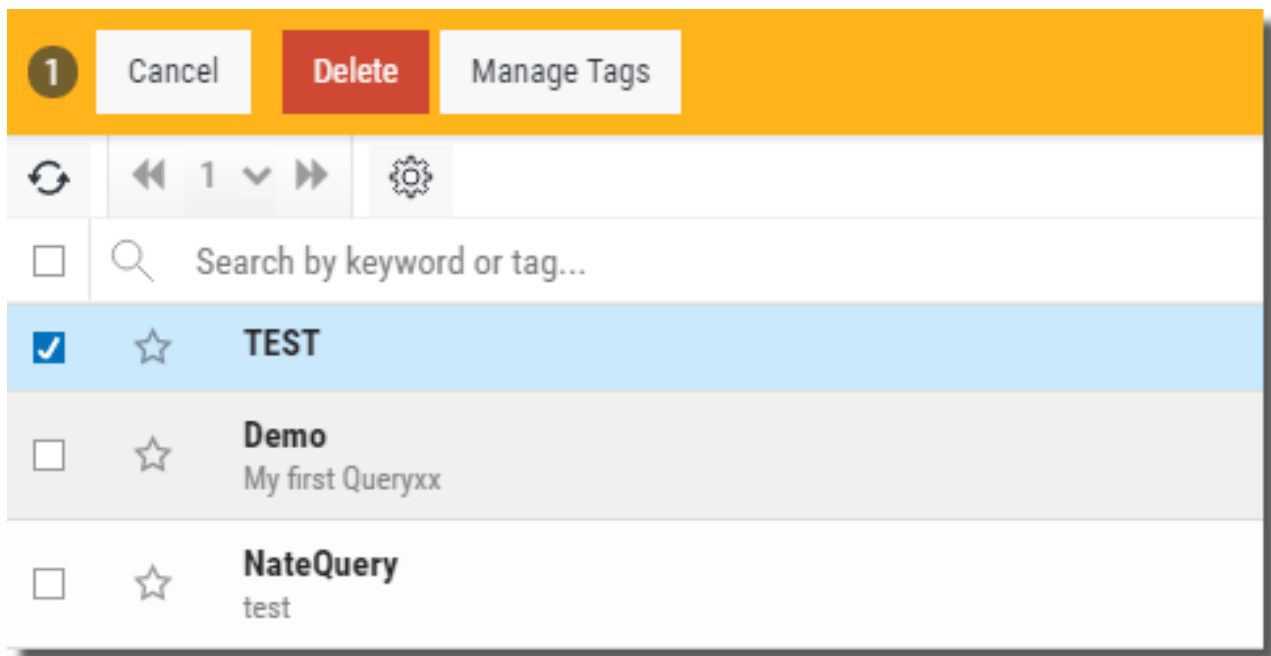 1 Cancel Delete Manage Tags
1
Search by keyword or tag...
TEST
Demo
My first Queryxx
NateQuery
test